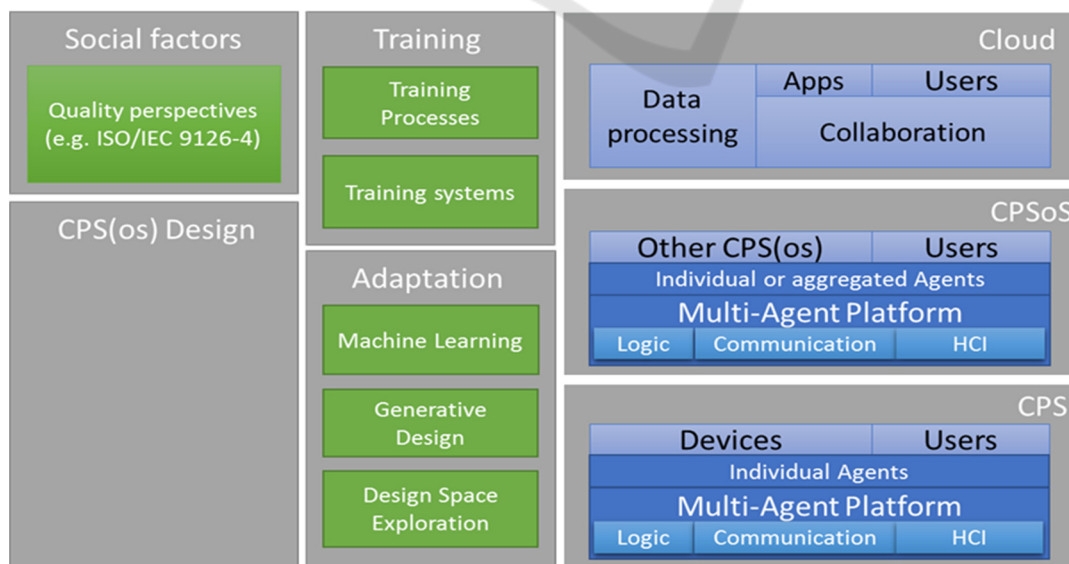 Social factors
Quality perspectives
(e.g. ISO/IEC 9126-4)
CPS(os) Design
Training
Training
Processes
Training systems
Adaptation
Machine Learning
Generative
Design
Design Space
Exploration
Cloud
Data
processing
Apps
Users
Collaboration
CPSoS
Other CPS(os)
Users
Individual or aggregated Agents
Multi-Agent Platform
Logic
Communication
HCI
CPS
Devices
Users
Individual Agents
Multi-Agent Platform
Logic
Communication
HCI